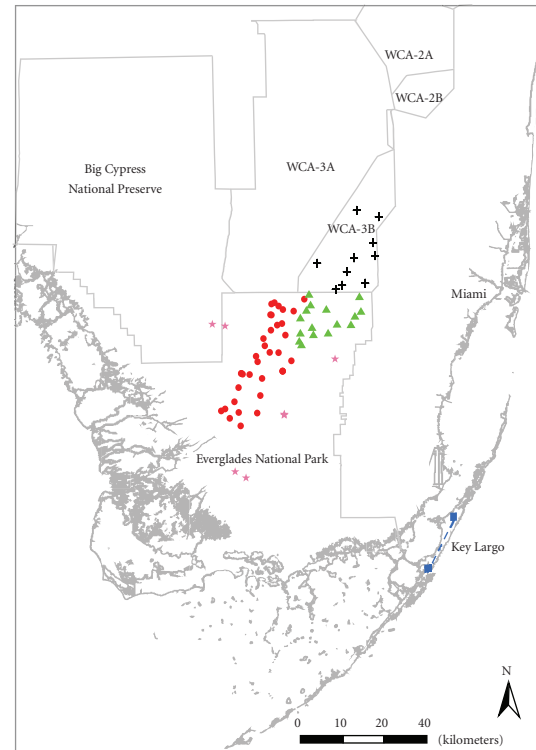 WCA-2A
WCA-2B
WCA-3A
Big Cypress
National Preserve
WCA-3B
Miami
Everglades National Park
Key Largo
N
0 10 20 40
(kilometers)